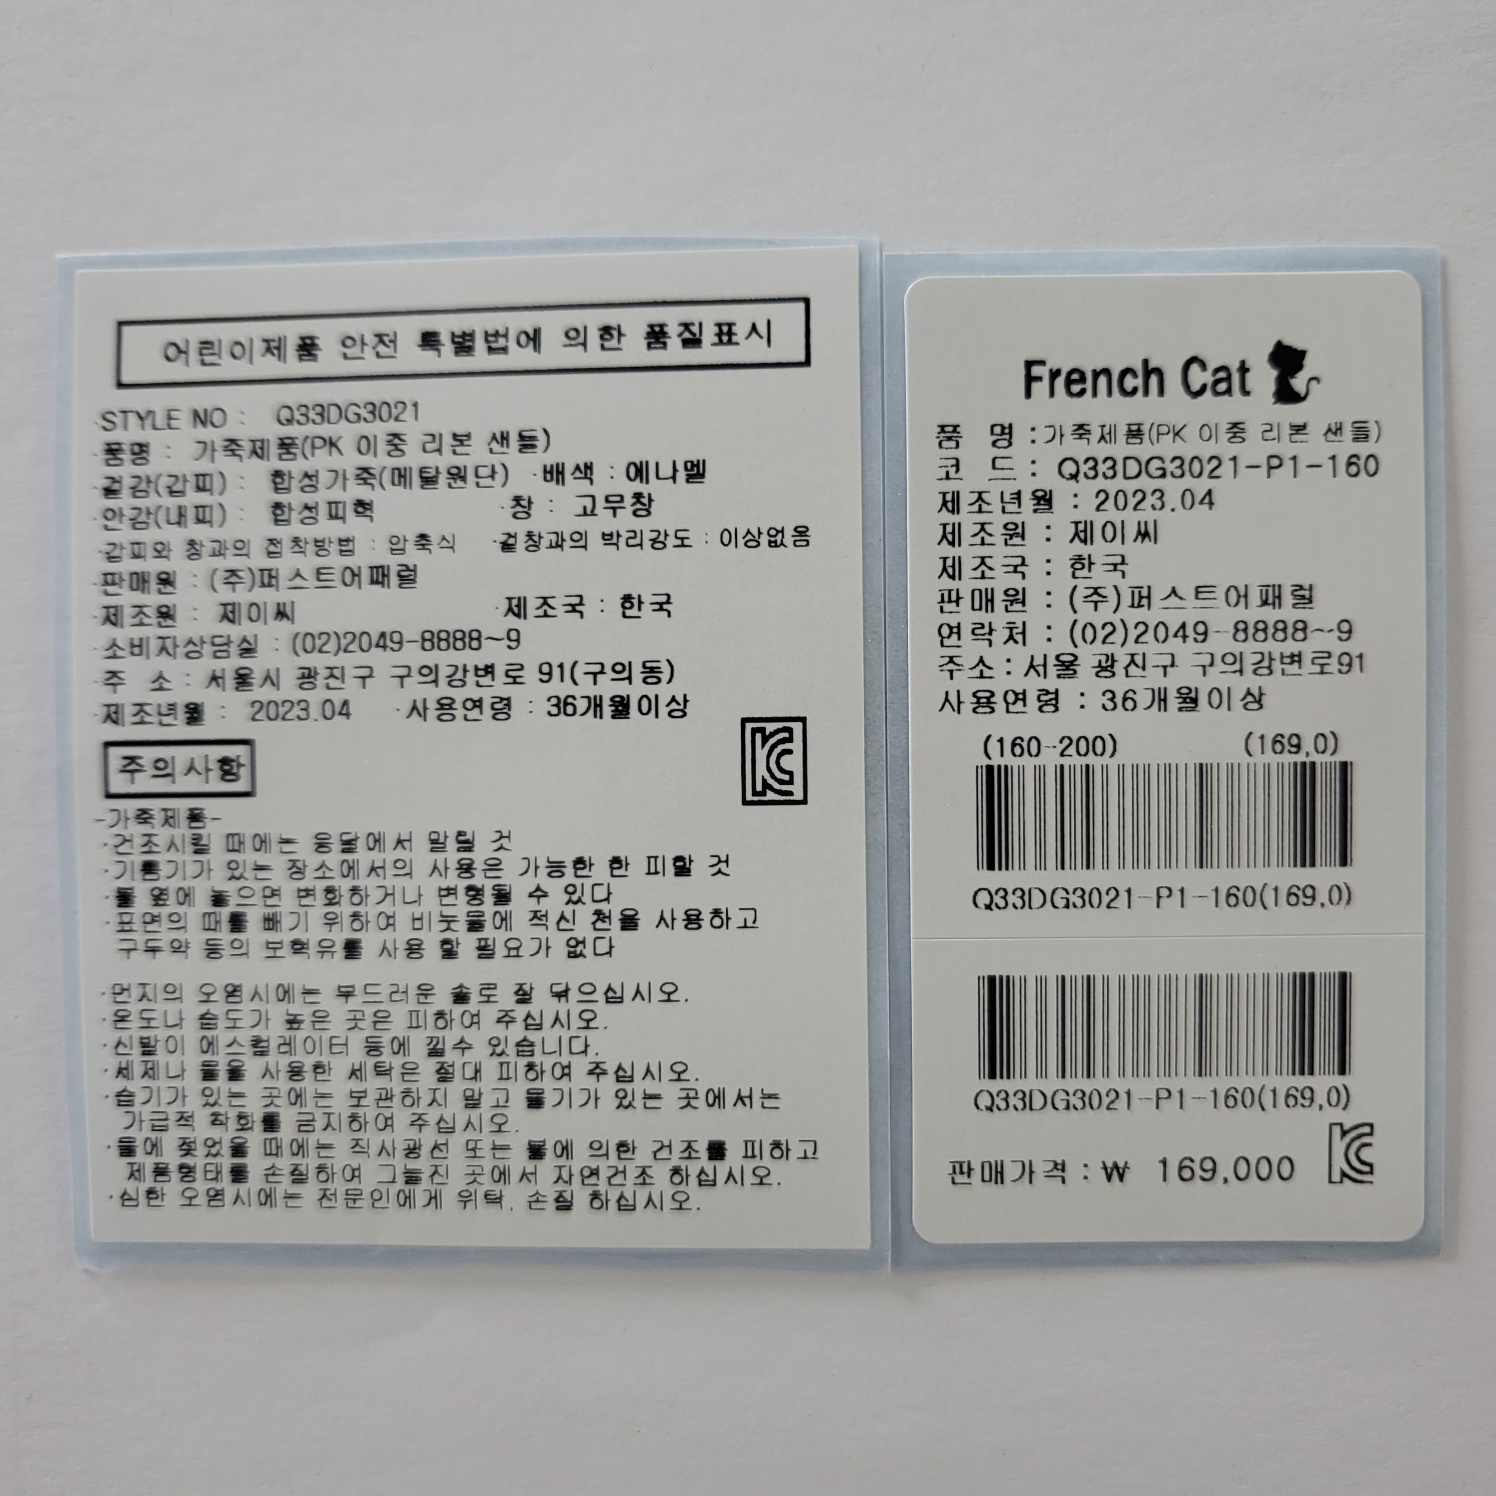 어린이제품 안전 특별법에 의한 품질표시
·STYLE NO : Q33DG3021
·품명 : 가죽제품(PK 이중 리본 샌들)
·겉감(갑피) : 합성가죽(메탈원단) ·배색 : 에나멜
·안감(내피) : 합성피혁 ·창 : 고무창
·갑피와 창과의 접착방법 : 압축식 ·겉창과의 박리강도 : 이상없음
·판매원 : (주)퍼스트어패럴
·제조원 : 제이씨 ·제조국 : 한국
·소비자상담실 : (02)2049-8888~9
·주 소 : 서울시 광진구 구의강변로 91(구의동)
·제조년월 : 2023.04 ·사용연령 : 36개월이상
주의사항
-가죽제품-
·건조시킬 때에는 응달에서 말릴 것
·기름기가 있는 장소에서의 사용은 가능한 한 피할 것
·불 옆에 놓으면 변화하거나 변형될 수 있다
·표면의 때를 빼기 위하여 비눗물에 적신 천을 사용하고
구두약 등의 보혁유를 사용 할 필요가 없다
·먼지의 오염시에는 부드러운 솔로 잘 닦으십시오.
·온도나 습도가 높은 곳은 피하여 주십시오.
·신발이 에스컬레이터 등에 낄수 있습니다.
·세제나 물을 사용한 세탁은 절대 피하여 주십시오.
·습기가 있는 곳에는 보관하지 말고 물기가 있는 곳에서는
가급적 착화를 금지하여 주십시오.
·물에 젖었을 때에는 직사광선 또는 불에 의한 건조를 피하고
제품형태를 손질하여 그늘진 곳에서 자연건조 하십시오.
·심한 오염시에는 전문인에게 위탁, 손질 하십시오.
KC
French Cat
품 명 :가죽제품(PK 이중 리본 샌들)
코 드 : Q33DG3021-P1-160
제조년월 : 2023.04
제조원 : 제이씨
제조국 : 한국
판매원 : (주)퍼스트어패럴
연락처 : (02)2049-8888~9
주소 : 서울 광진구 구의강변로91
사용연령 : 36개월이상
(160-200) (169,0)
Q33DG3021-P1-160(169,0)
Q33DG3021-P1-160(169,0)
판매가격 : ₩ 169,000
KC